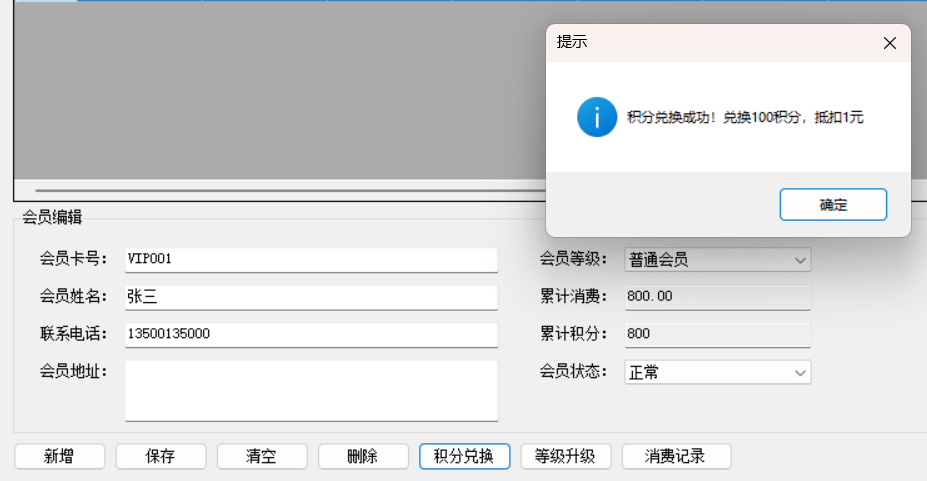 提示
积分兑换成功！兑换100积分，抵扣1元
确定
会员编辑
会员卡号： VIP001 会员等级： 普通会员
会员姓名： 张三 累计消费： 800.00
联系电话： 13500135000 累计积分： 800
会员地址： 会员状态： 正常
新增 保存 清空 删除 积分兑换 等级升级 消费记录